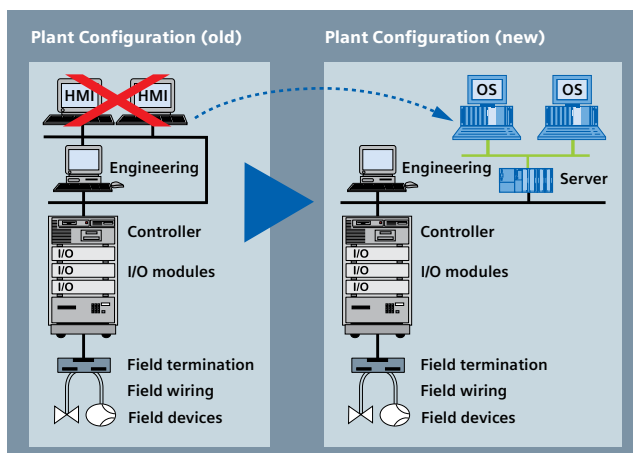 Plant Configuration (old)
HMI
HMI
Engineering
Controller
I/O
I/O
I/O
I/O modules
Field termination
Field wiring
Field devices
Plant Configuration (new)
OS
OS
Engineering
Server
Controller
I/O
I/O
I/O
I/O modules
Field termination
Field wiring
Field devices